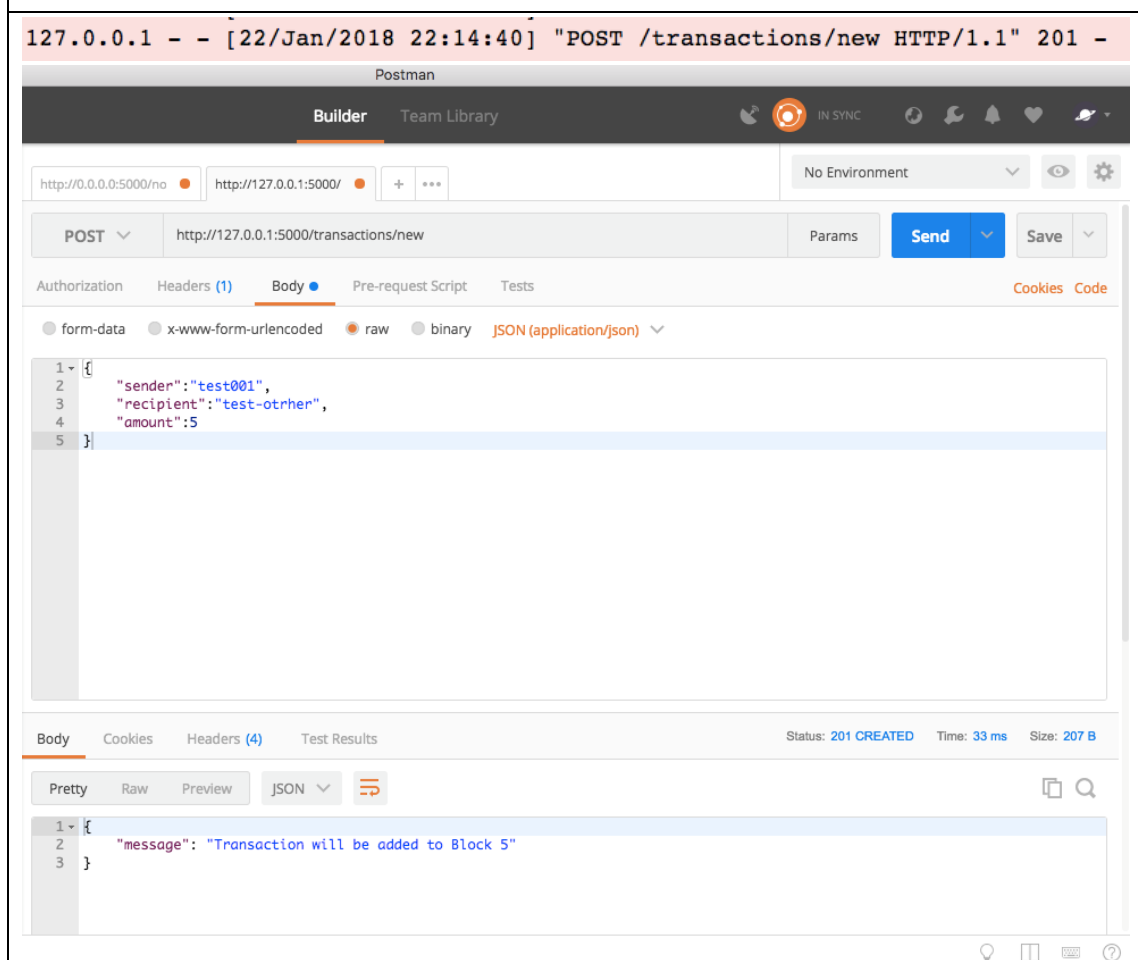 127.0.0.1 - - [22/Jan/2018 22:14:40] "POST /transactions/new HTTP/1.1" 201 -
Postman
Builder Team Library IN SYNC
http://0.0.0.0:5000/no http://127.0.0.1:5000/ + ••• No Environment
POST http://127.0.0.1:5000/transactions/new Params Send Save
Authorization Headers (1) Body Pre-request Script Tests Cookies Code
form-data x-www-form-urlencoded raw binary JSON (application/json)
1 {
2 "sender":"test001",
3 "recipient":"test-otrher",
4 "amount":5
5 }
Body Cookies Headers (4) Test Results Status: 201 CREATED Time: 33 ms Size: 207 B
Pretty Raw Preview JSON
1 {
2 "message": "Transaction will be added to Block 5"
3 }